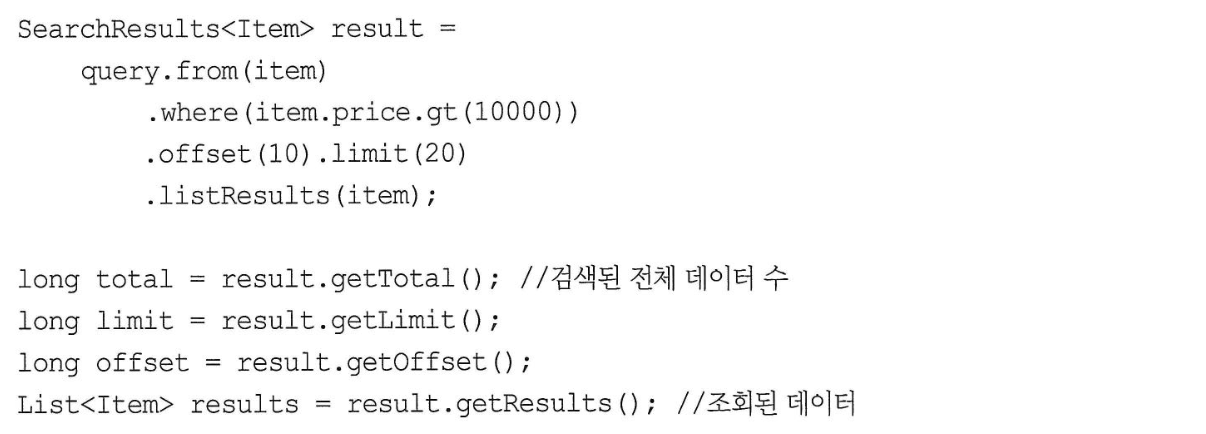 SearchResults<Item> result =
    query.from(item)
        .where(item.price.gt(10000))
        .offset(10).limit(20)
        .listResults(item);

long total = result.getTotal(); //검색된 전체 데이터 수
long limit = result.getLimit();
long offset = result.getOffset();
List<Item> results = result.getResults(); //조회된 데이터